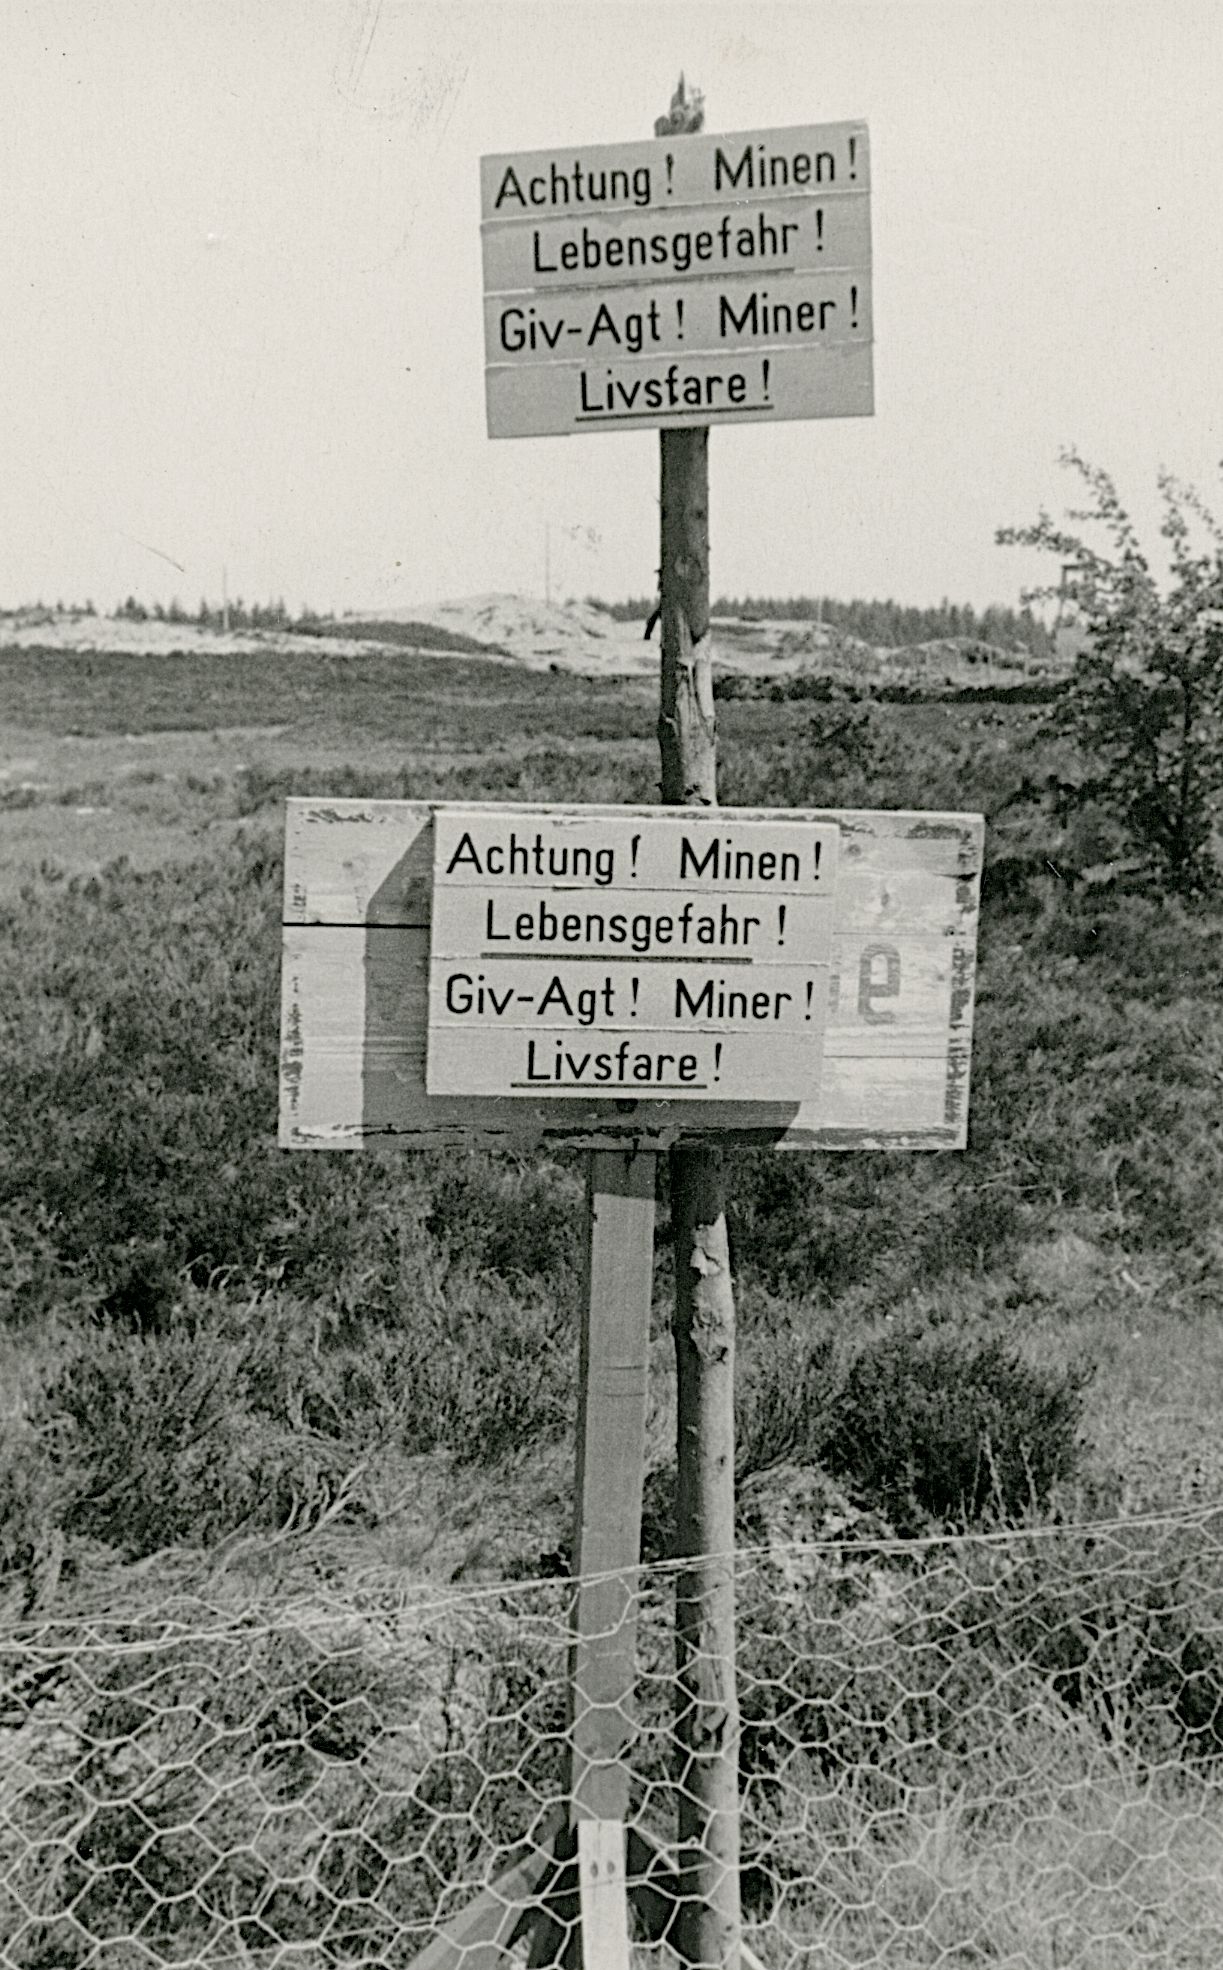 Achtung! Minen!
Lebensgefahr!
Giv-Agt! Miner!
Livsfare!
Achtung! Minen!
Lebensgefahr!
Giv-Agt! Miner!
Livsfare!
e